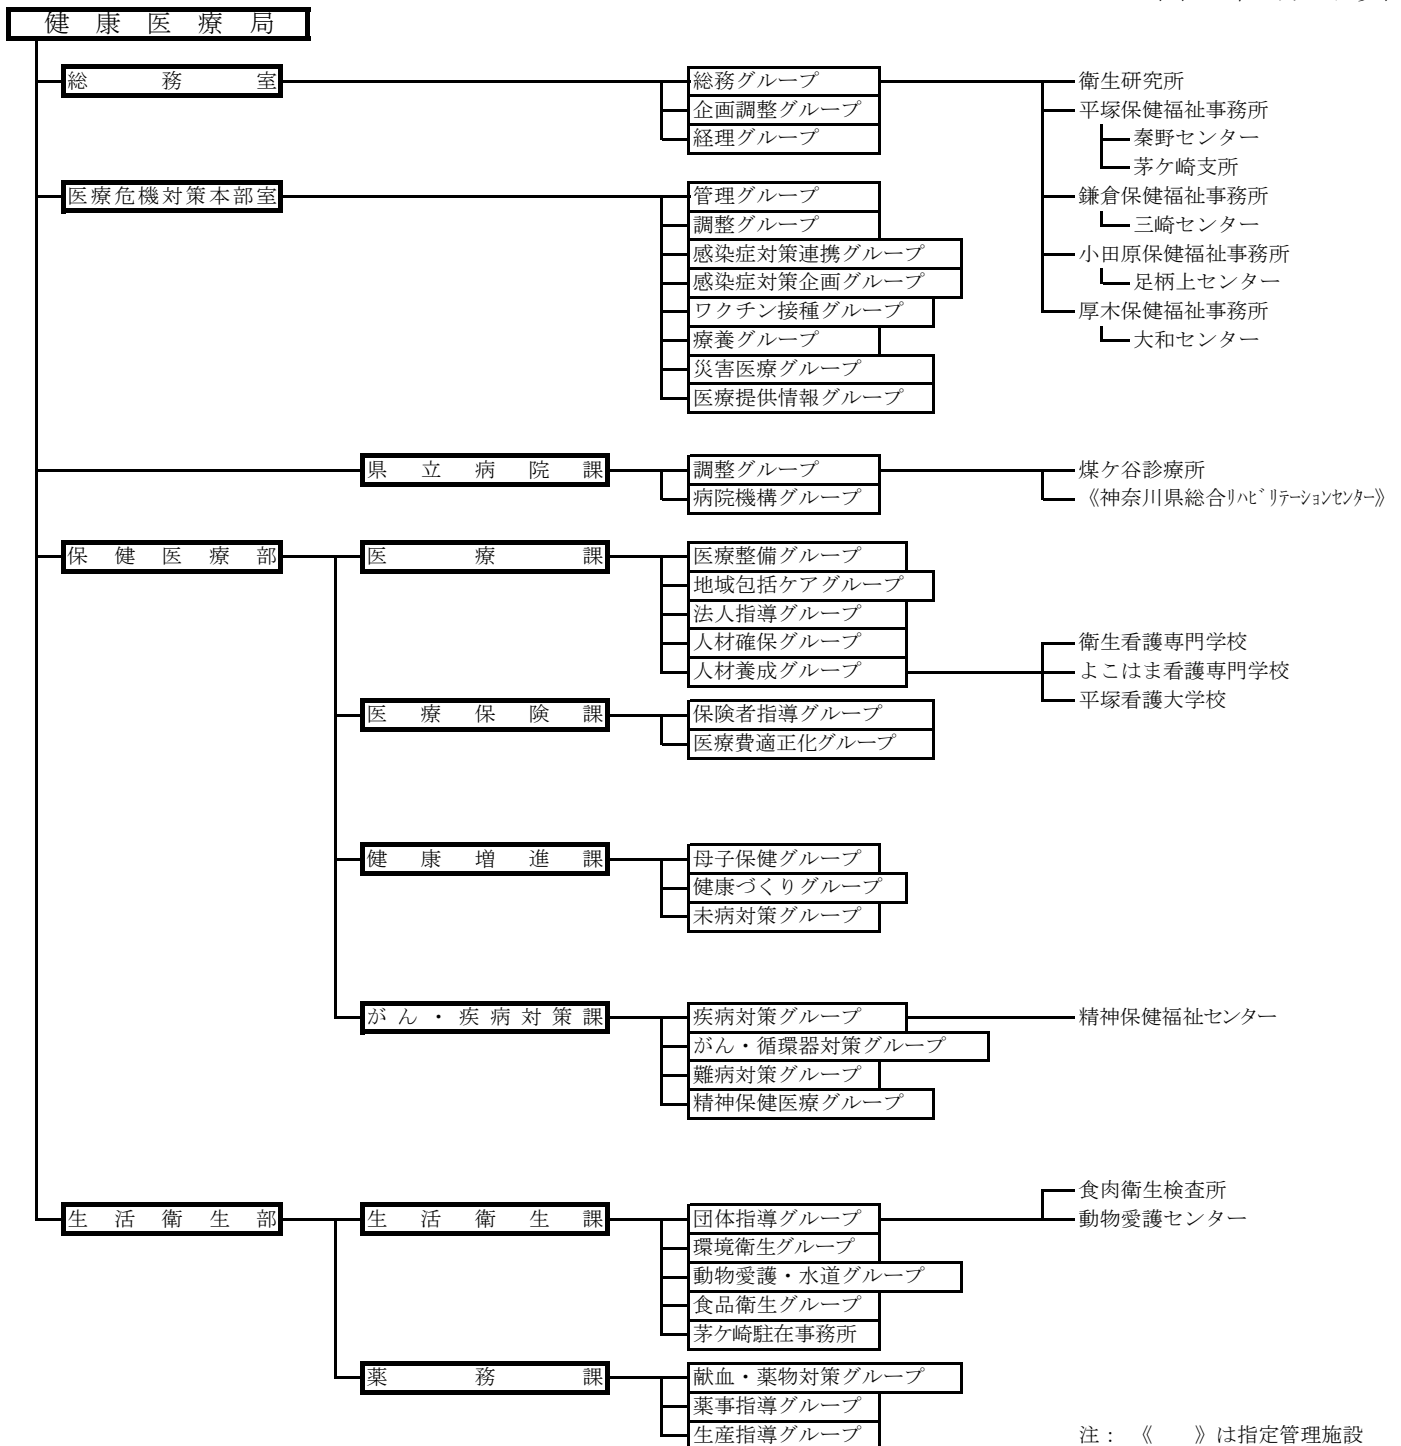 健康医療局
総務室
総務グループ
企画調整グループ
経理グループ
衛生研究所
平塚保健福祉事務所
秦野センター
茅ケ崎支所
鎌倉保健福祉事務所
三崎センター
小田原保健福祉事務所
足柄上センター
厚木保健福祉事務所
大和センター
医療危機対策本部室
管理グループ
調整グループ
感染症対策連携グループ
感染症対策企画グループ
ワクチン接種グループ
療養グループ
災害医療グループ
医療提供情報グループ
県立病院課
調整グループ
病院機構グループ
煤ケ谷診療所
《神奈川県総合ﾘﾊﾋﾞﾘﾃｰｼｮﾝｾﾝﾀｰ》
保健医療部
医療課
医療整備グループ
地域包括ケアグループ
法人指導グループ
人材確保グループ
人材養成グループ
衛生看護専門学校
よこはま看護専門学校
平塚看護大学校
医療保険課
保険者指導グループ
医療費適正化グループ
健康増進課
母子保健グループ
健康づくりグループ
未病対策グループ
がん・疾病対策課
疾病対策グループ
がん・循環器対策グループ
難病対策グループ
精神保健医療グループ
精神保健福祉センター
生活衛生部
生活衛生課
団体指導グループ
環境衛生グループ
動物愛護・水道グループ
食品衛生グループ
茅ケ崎駐在事務所
食肉衛生検査所
動物愛護センター
薬務課
献血・薬物対策グループ
薬事指導グループ
生産指導グループ
注： 《　　》は指定管理施設